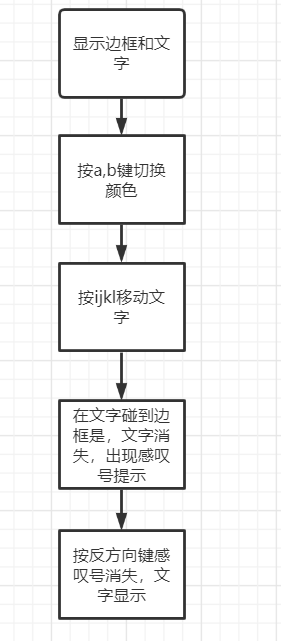 显示边框和文
字
按a,b键切换
颜色
按ijkl移动文
字
在文字碰到边
框是，文字消
失，出现感叹
号提示
按反方向键感
叹号消失，文
字显示